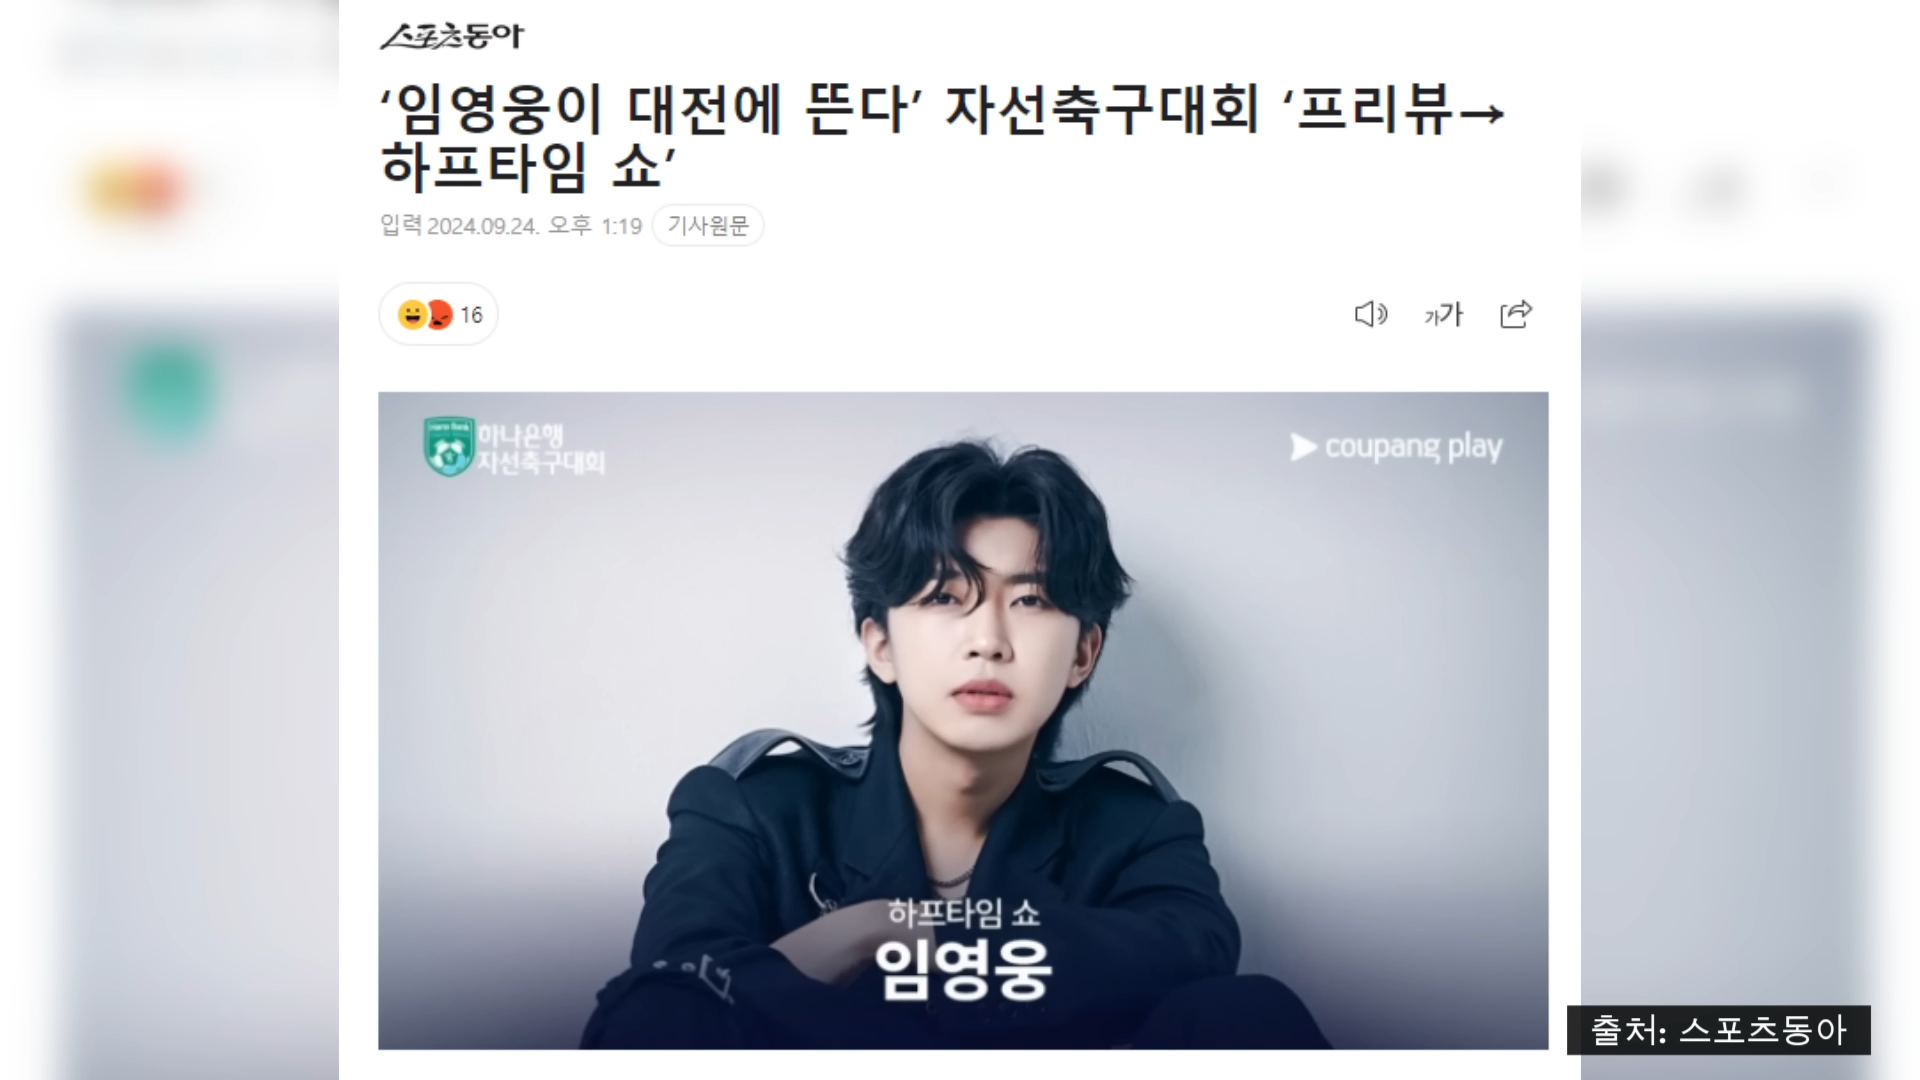 스포츠동아
‘임영웅이 대전에 뜬다’ 자선축구대회 ‘프리뷰→
하프타임 쇼’
입력 2024.09.24. 오후 1:19 기사원문
16
가가
Hana Bank
하나은행
자선축구대회
coupang play
하프타임 쇼
임영웅
출처: 스포츠동아